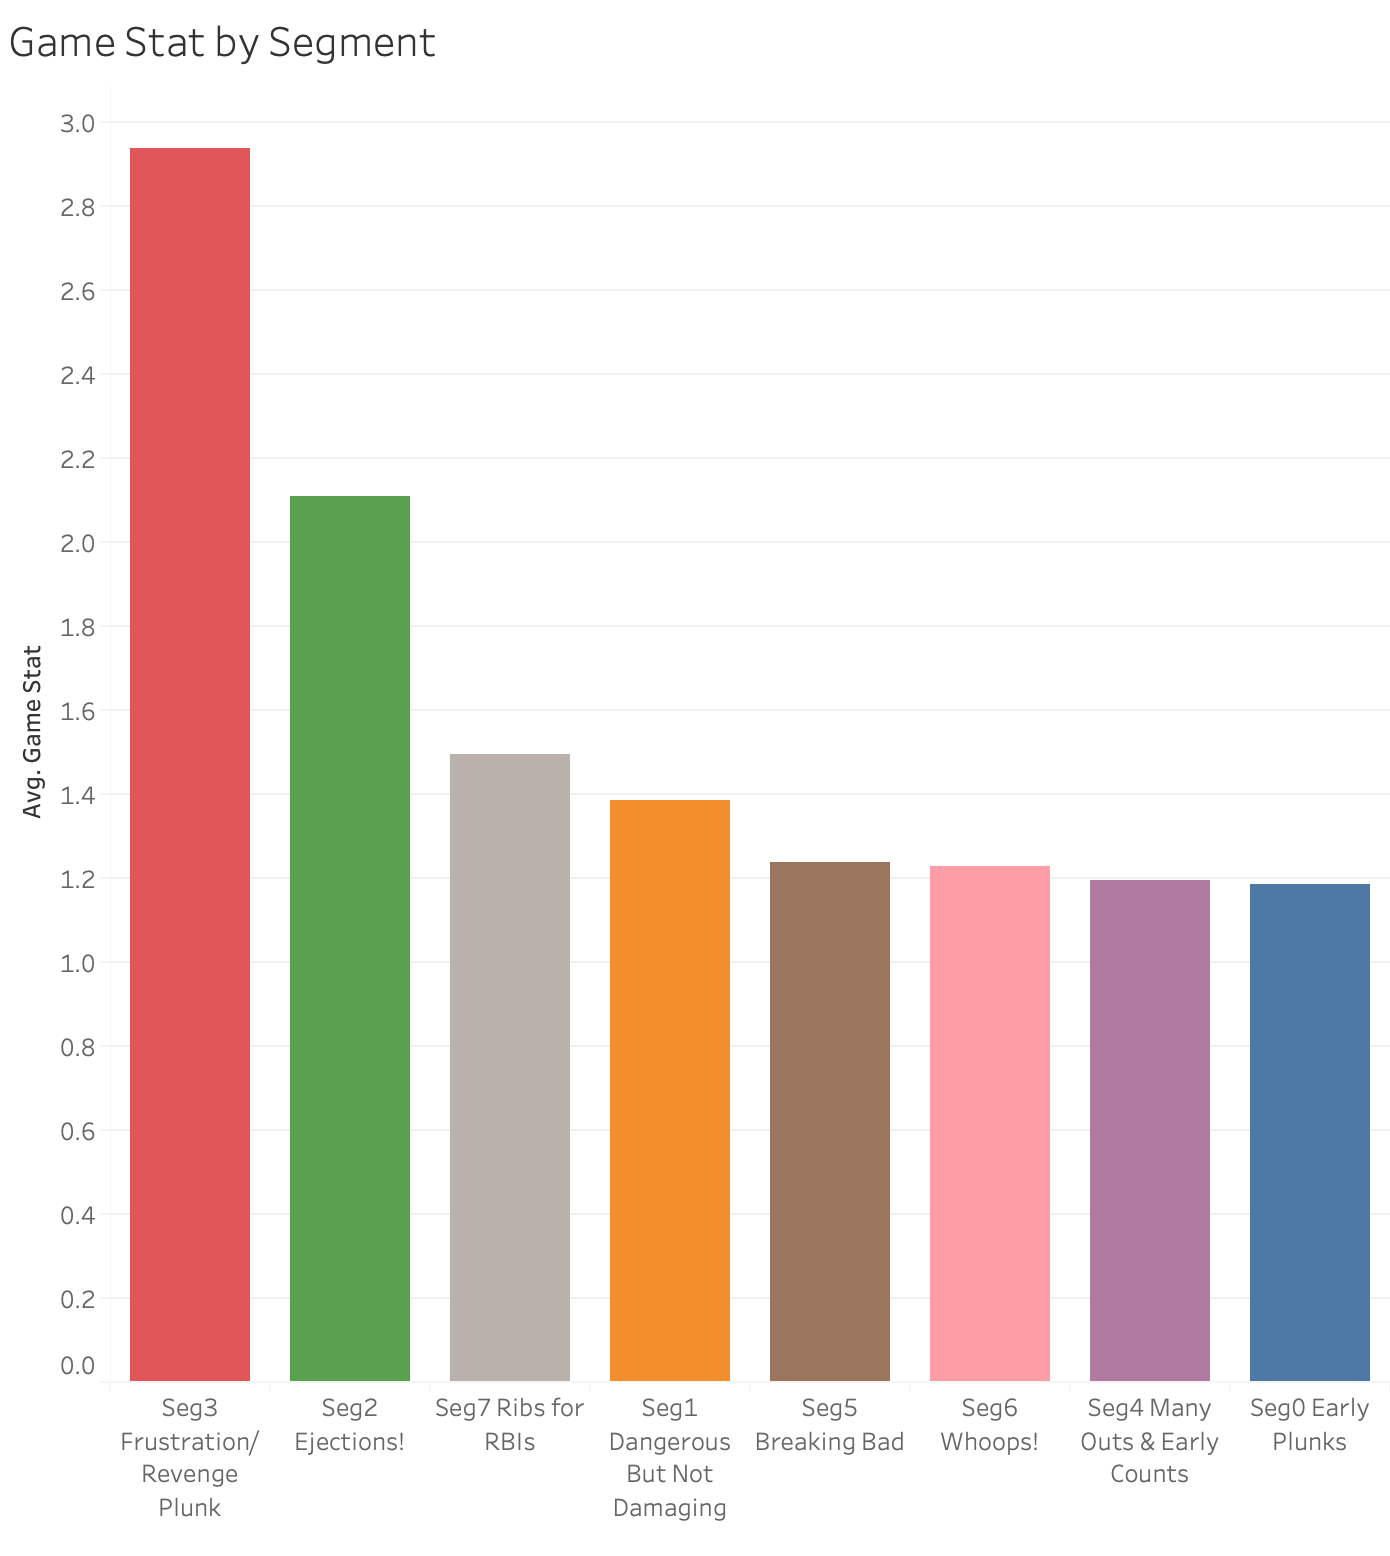 Game Stat by Segment
3.0
2.8
2.6
2.4
2.2
2.0
1.8
1.6
1.4
1.2
1.0
0.8
0.6
0.4
0.2
0.0
Avg. Game Stat
Seg3
Frustration/
Revenge
Plunk
Seg2
Ejections!
Seg7 Ribs for
RBIs
Seg1
Dangerous
But Not
Damaging
Seg5
Breaking Bad
Seg6
Whoops!
Seg4 Many
Outs & Early
Counts
Seg0 Early
Plunks